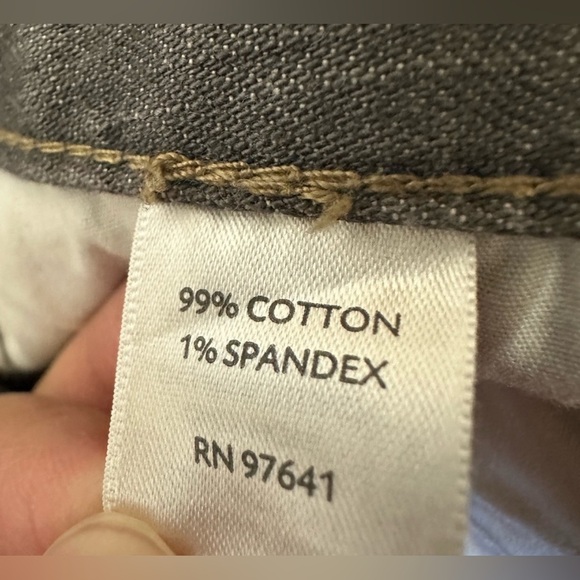 99% COTTON
1% SPANDEX
RN 97641